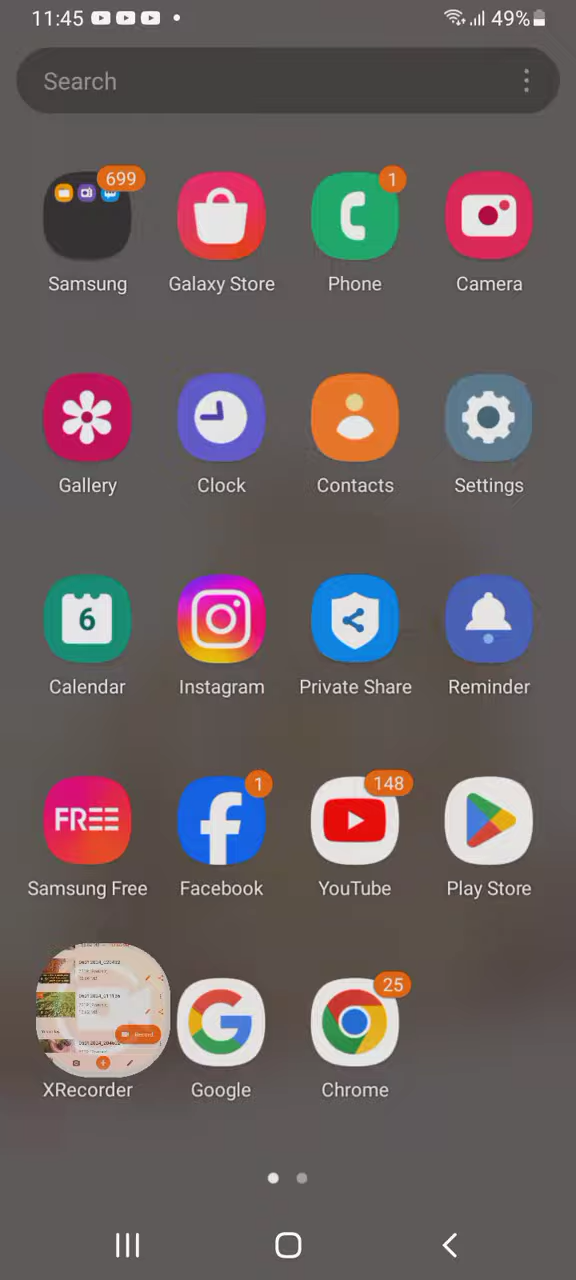 11:45 49%
Search
699
1
Samsung Galaxy Store Phone Camera
Gallery Clock Contacts Settings
6
Calendar Instagram Private Share Reminder
FREE
1
148
Samsung Free Facebook YouTube Play Store
25
Record
XRecorder Google Chrome